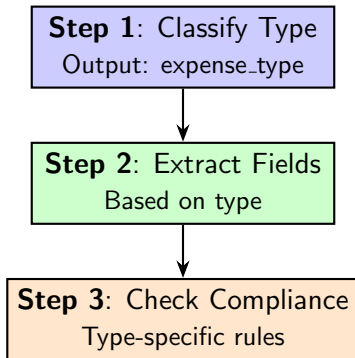 Step 1: Classify Type
Output: expense_type
Step 2: Extract Fields
Based on type
Step 3: Check Compliance
Type-specific rules